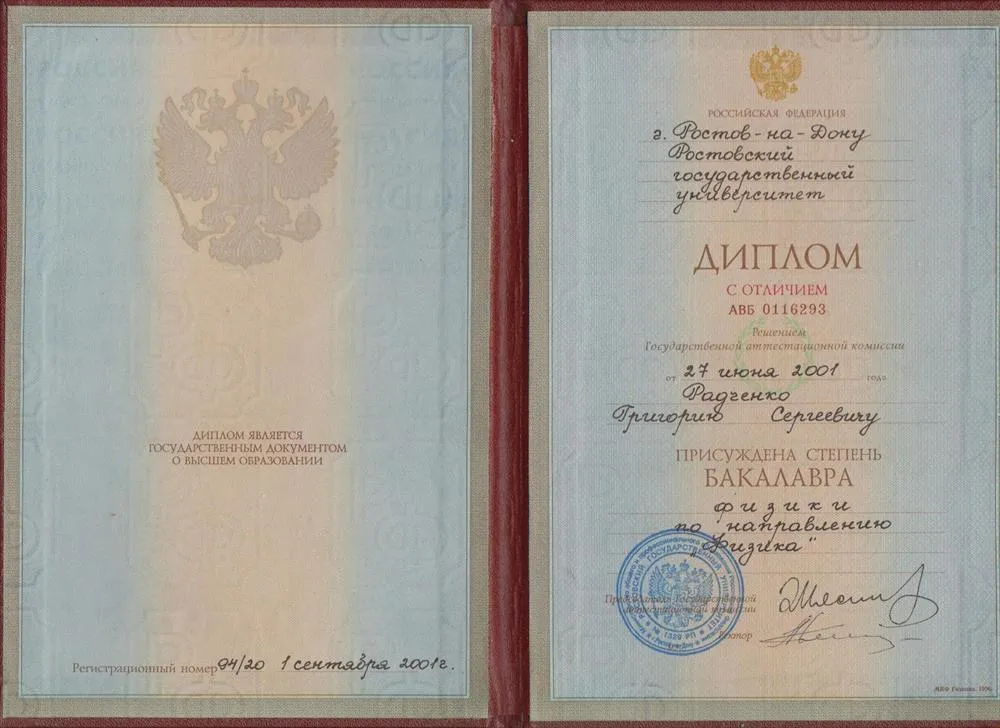 ДИПЛОМ ЯВЛЯЕТСЯ
ГОСУДАРСТВЕННЫМ ДОКУМЕНТОМ
О ВЫСШЕМ ОБРАЗОВАНИИ
Регистрационный номер 94/20 1 сентября 2001г.
РОССИЙСКАЯ ФЕДЕРАЦИЯ
г. Ростов-на-Дону
Ростовский
государственный
университет
ДИПЛОМ
С ОТЛИЧИЕМ
АВБ 0116293
Решением
Государственной аттестационной комиссии
от 27 июня 2001 года
Радченко
Григорию Сергеевичу
ПРИСУЖДЕНА СТЕПЕНЬ
БАКАЛАВРА
физики
по направлению
"Физика"
Председатель Государственной
аттестационной комиссии
Ректор